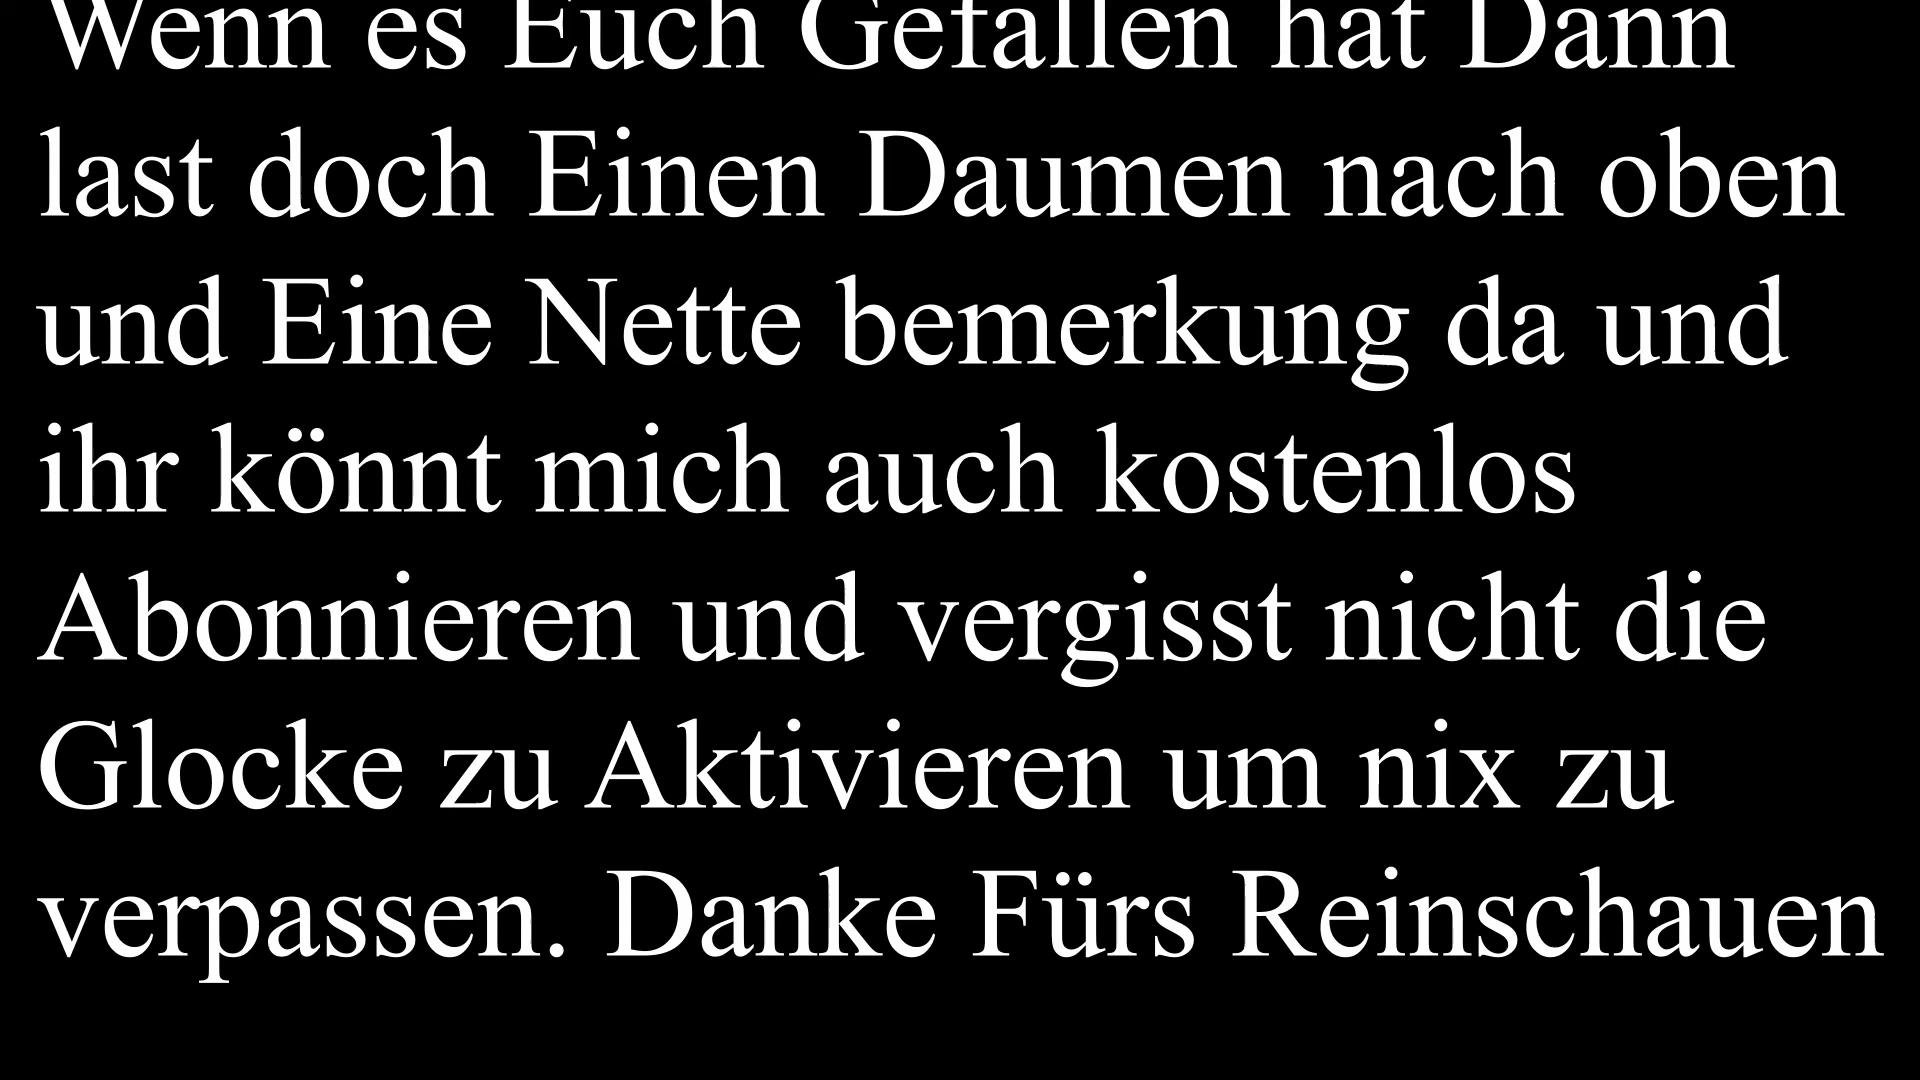 Wenn es Euch Gefallen hat Dann
last doch Einen Daumen nach oben
und Eine Nette bemerkung da und
ihr könnt mich auch kostenlos
Abonnieren und vergisst nicht die
Glocke zu Aktivieren um nix zu
verpassen. Danke Fürs Reinschauen